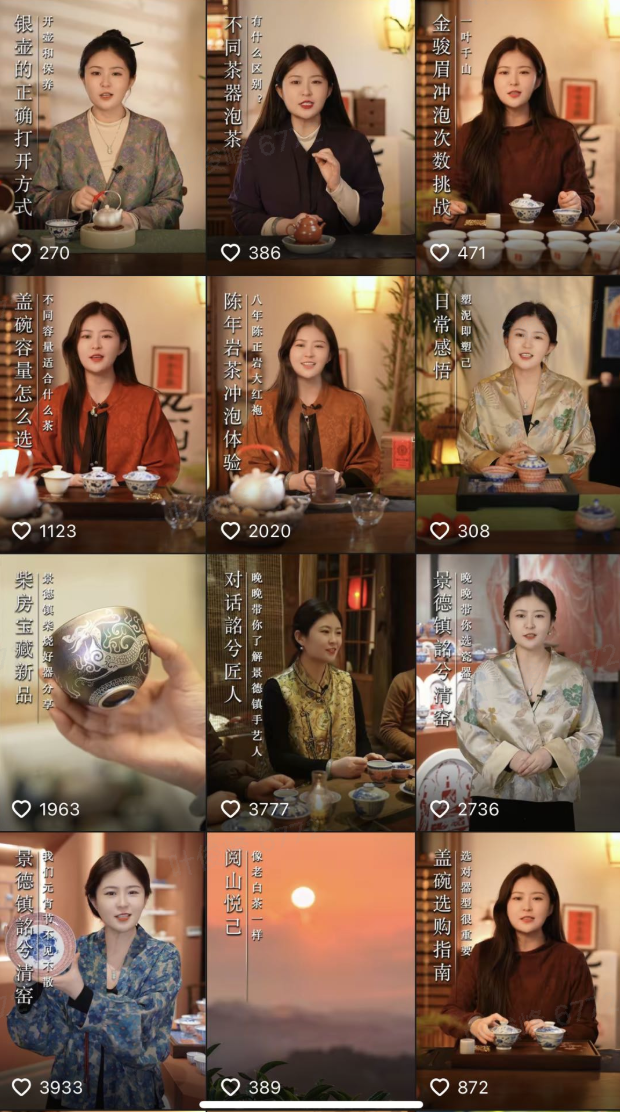 银壶的正确打开方式
开壶和保养
270
不同茶器泡茶
有什么区别？
386
金骏眉冲泡次数挑战
一叶千山
471
盖碗容量怎么选
不同容量适合什么茶
1123
陈年岩茶冲泡体验
八年陈正岩大红袍
2020
日常感悟
塑泥即塑己
308
柴房宝藏新品
景德镇柴烧好器分享
1963
对话詺兮匠人
晚晚带你了解景德镇手艺人
3777
景德镇詺兮清窑
晚晚带你选瓷器
2736
景德镇詺兮清窑
我们元宵节不见不散
3933
阅山悦己
像老白茶一样
389
盖碗选购指南
选对器型很重要
872